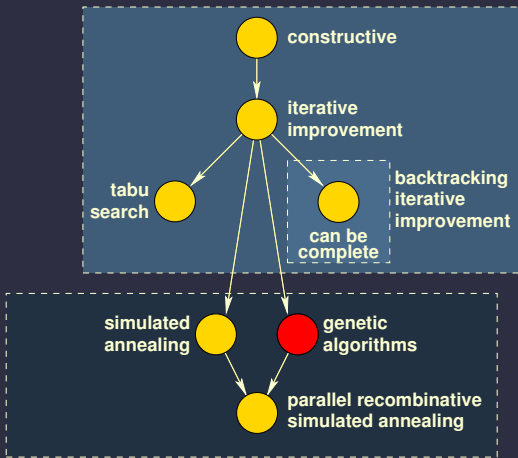 constructive
iterative
improvement
tabu
search
backtracking
iterative
improvement
can be
complete
simulated
annealing
genetic
algorithms
parallel recombinative
simulated annealing